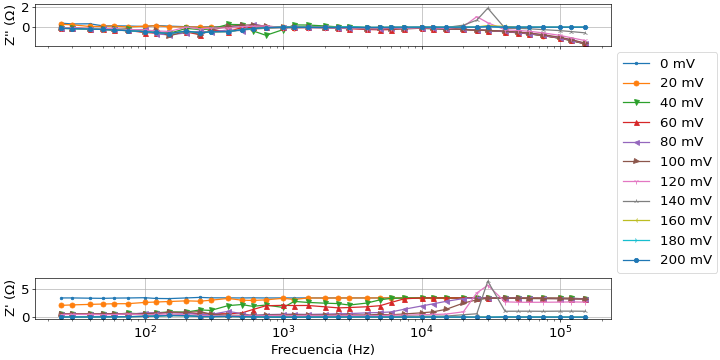 Z'' (Ω)
2
0
0 mV
20 mV
40 mV
60 mV
80 mV
100 mV
120 mV
140 mV
160 mV
180 mV
200 mV
Z' (Ω)
5
0
10² 10³ 10⁴ 10⁵
Frecuencia (Hz)